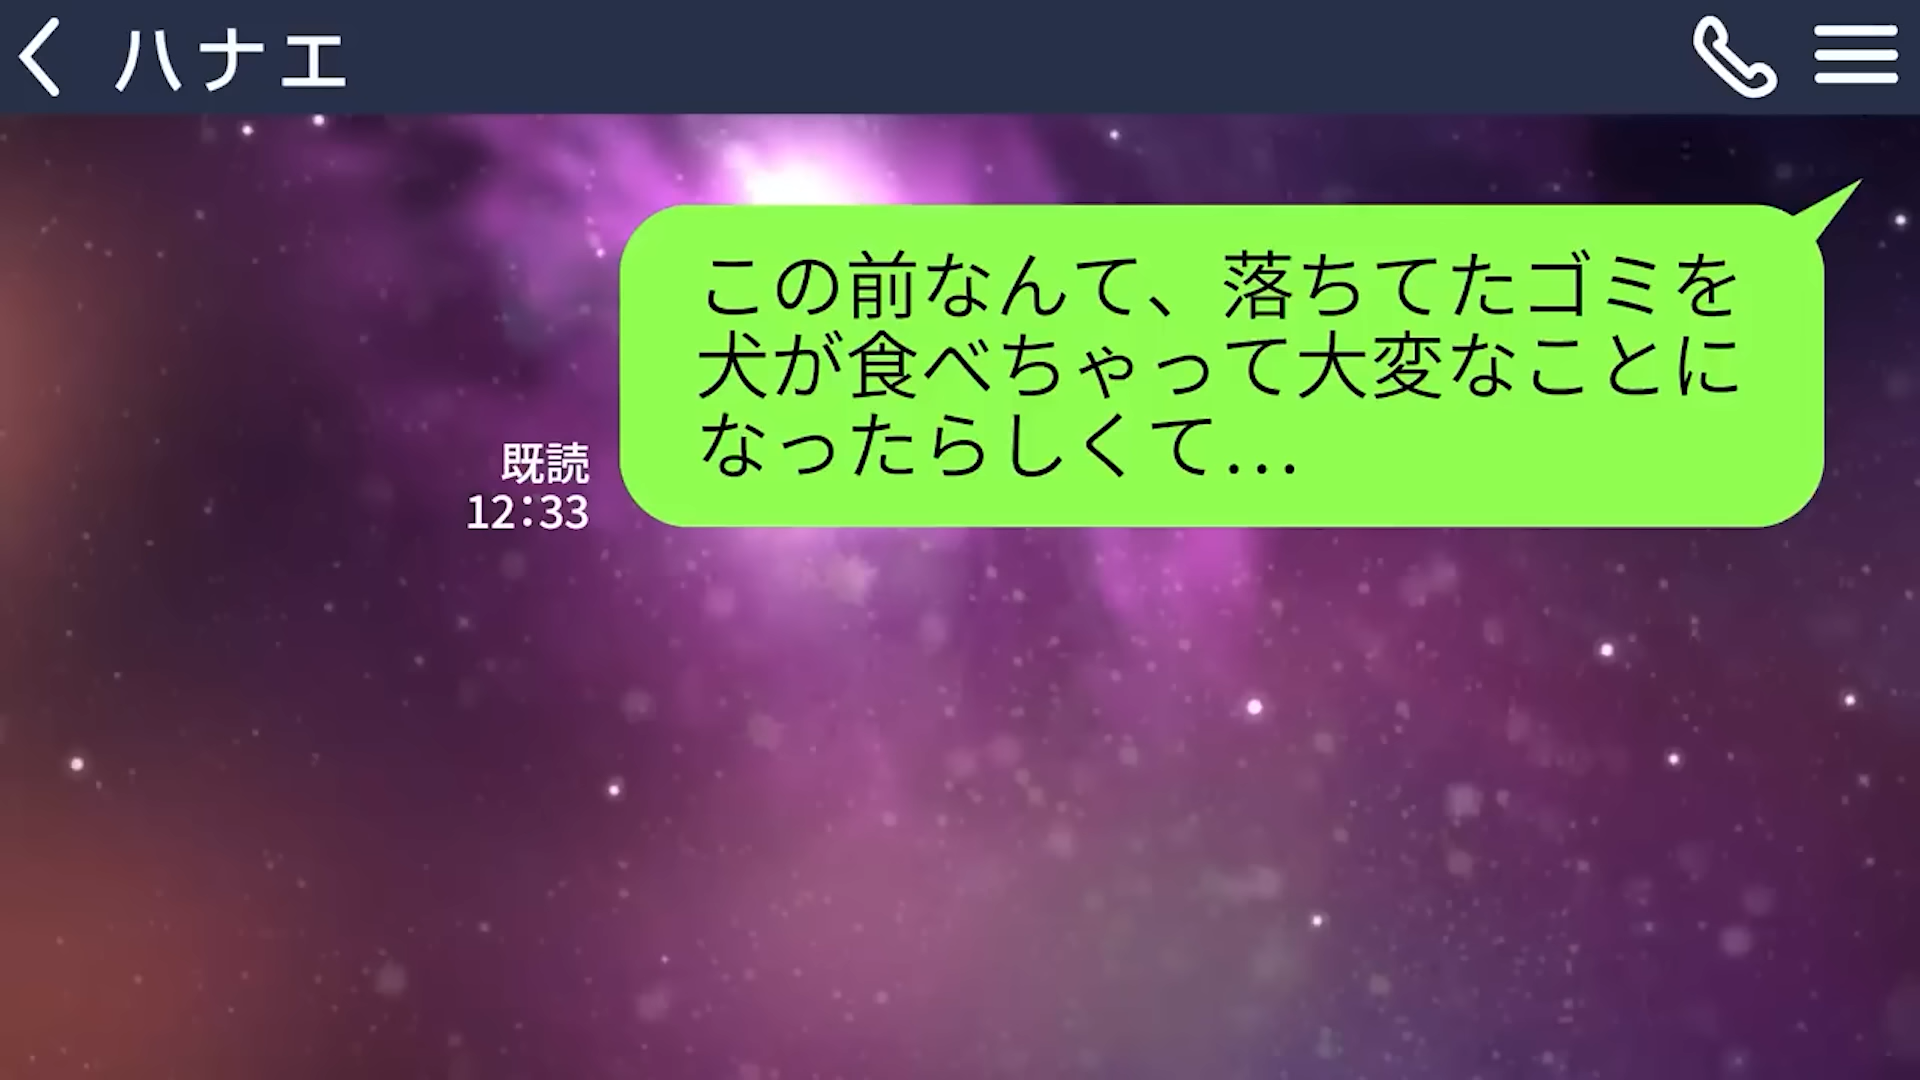 ハナエ
この前なんて、落ちてたゴミを
犬が食べちゃって大変なことに
なったらしくて…
既読
12:33